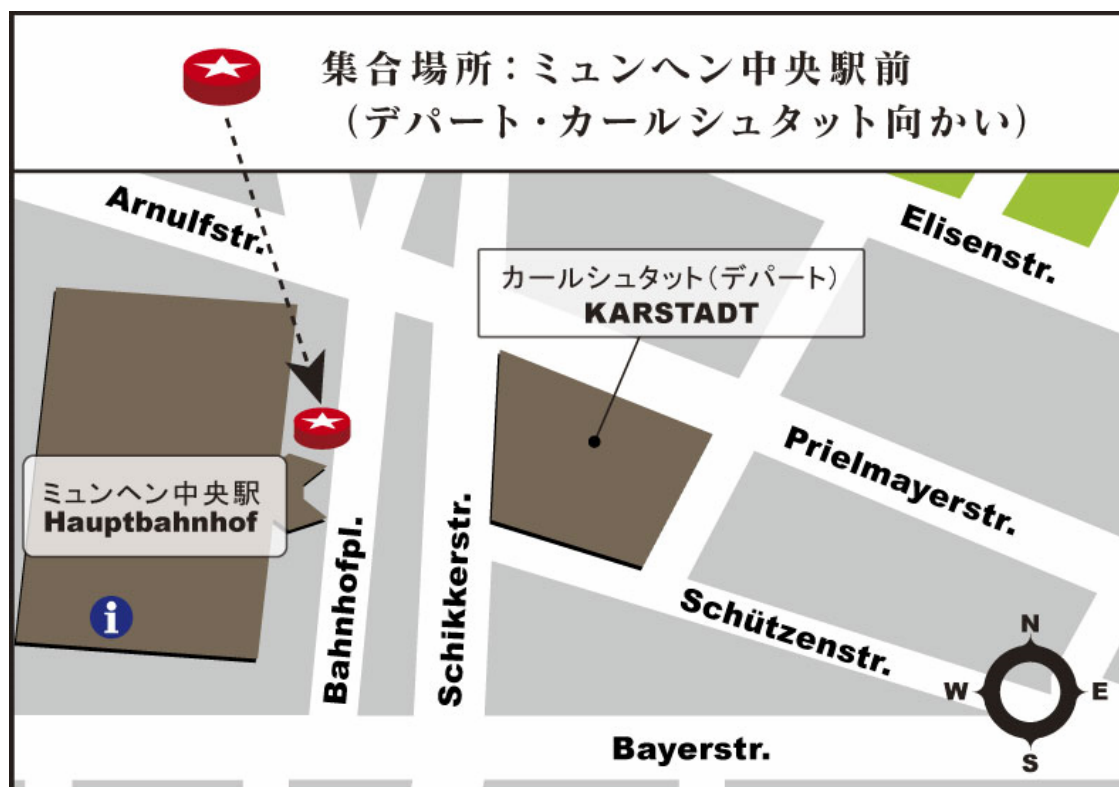 集合場所:ミュンヘン中央駅前
(デパート・カールシュタット向かい)
Arnulfstr.
Elisenstr.
カールシュタット(デパート)
KARSTADT
Prielmayerstr.
ミュンヘン中央駅
Hauptbahnhof
i
Bahnhofpl.
Schikkerstr.
Schützenstr.
Bayerstr.
N
W
E
S